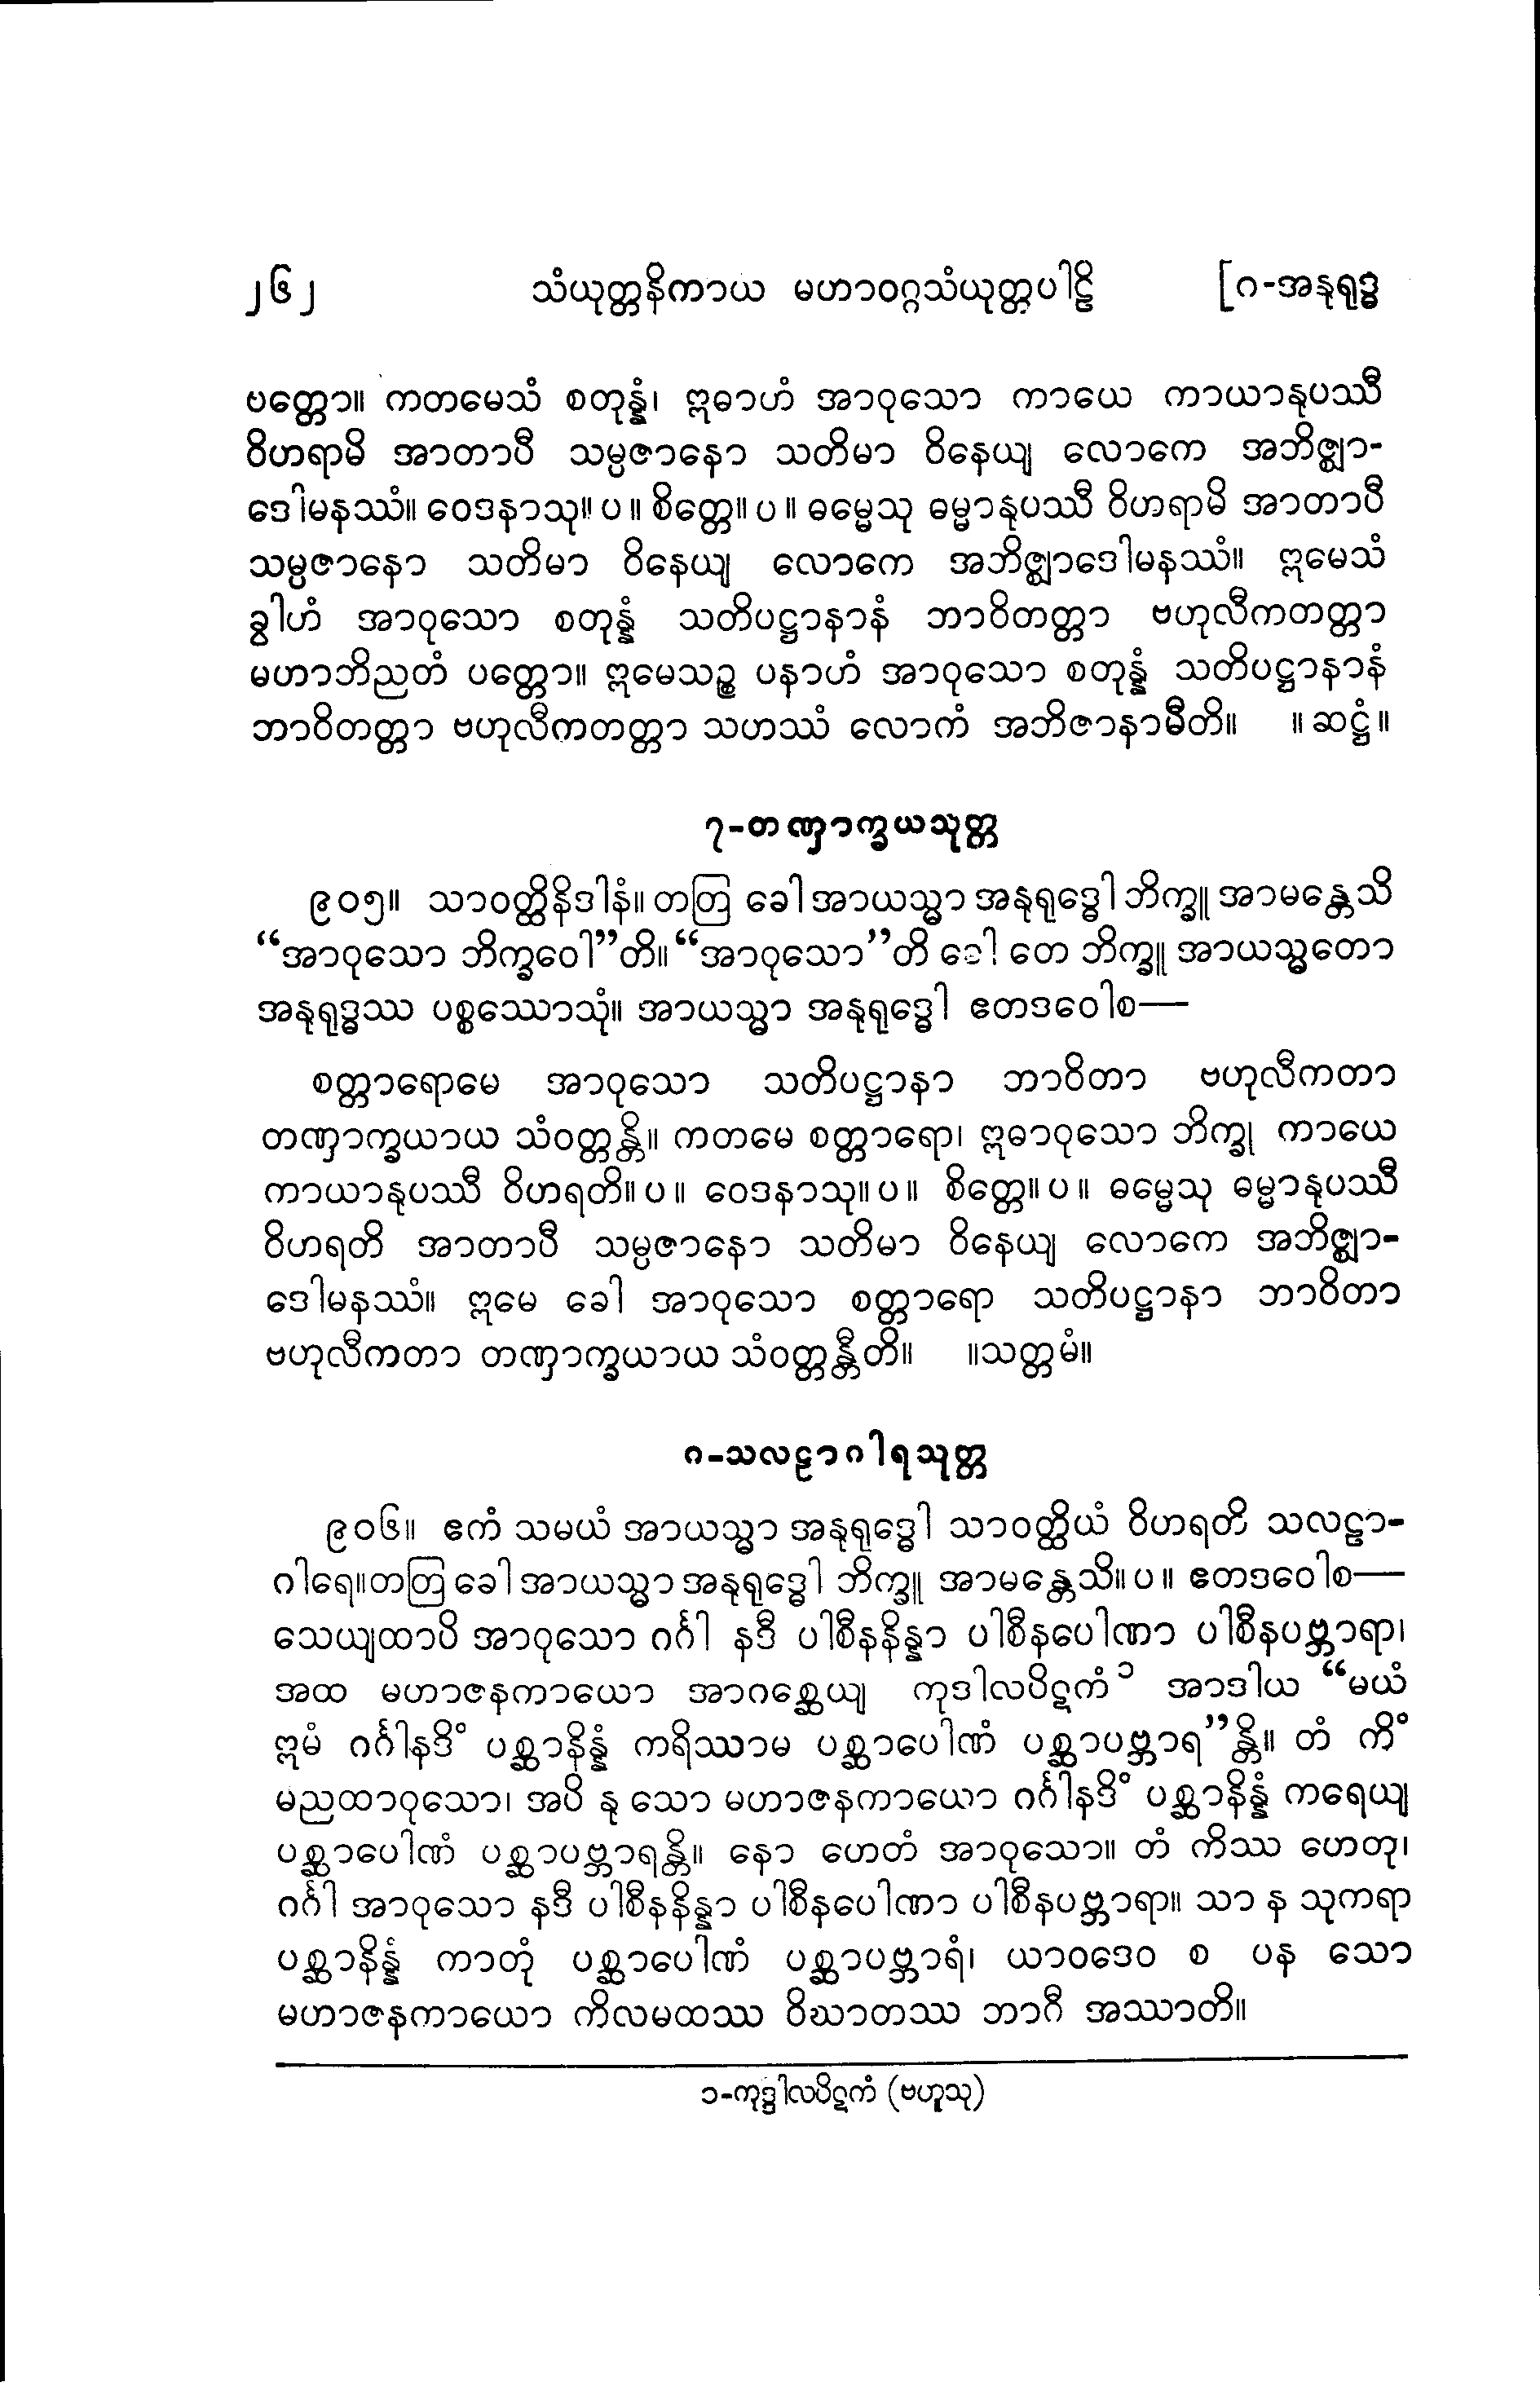 ၂၆၂ သံယုတ္တနိကာယ မဟာဝဂ္ဂသံယုတ္တပါဠိ [ဂ-အနုရုဒ္ဓ
ဗတ္တော။ ကတမေသံ စတုန္နံ၊ ဣဓာဟံ အာဝုသော ကာယေ ကာယာနုပဿီ
ဝိဟရာမိ အာတာပီ သမ္ပဇာနော သတိမာ ဝိနေယျ လောကေ အဘိဇ္ဈာ-
ဒေါမနဿံ။ ဝေဒနာသု။ ပ ။ စိတ္တေ။ ပ ။ ဓမ္မေသု ဓမ္မာနုပဿီ ဝိဟရာမိ အာတာပီ
သမ္ပဇာနော သတိမာ ဝိနေယျ လောကေ အဘိဇ္ဈာဒေါမနဿံ။ ဣမေသံ
ခွါဟံ အာဝုသော စတုန္နံ သတိပဋ္ဌာနာနံ ဘာဝိတတ္တာ ဗဟုလီကတတ္တာ
မဟာဘိညတံ ပတ္တော။ ဣမေသဉ္စ ပနာဟံ အာဝုသော စတုန္နံ သတိပဋ္ဌာနာနံ
ဘာဝိတတ္တာ ဗဟုလီကတတ္တာ သဟဿံ လောကံ အဘိဇာနာမီတိ။ ။ ဆဋ္ဌံ။
၇-တဏှာက္ခယသုတ္တ
၉၀၅။ သာဝတ္ထိနိဒါနံ။ တတြ ခေါ အာယသ္မာ အနုရုဒ္ဓေါ ဘိက္ခူ အာမန္တေသိ
“အာဝုသော ဘိက္ခဝေါ”တိ။ “အာဝုသော”တိ ခေါ တေ ဘိက္ခူ အာယသ္မတော
အနုရုဒ္ဓဿ ပစ္စဿောသုံ။ အာယသ္မာ အနုရုဒ္ဓေါ ဧတဒဝေါစ—
စတ္တာရောမေ အာဝုသော သတိပဋ္ဌာနာ ဘာဝိတာ ဗဟုလီကတာ
တဏှာက္ခယာယ သံဝတ္တန္တိ။ ကတမေ စတ္တာရော၊ ဣဓာဝုသော ဘိက္ခု ကာယေ
ကာယာနုပဿီ ဝိဟရတိ။ ပ ။ ဝေဒနာသု။ ပ ။ စိတ္တေ။ ပ ။ ဓမ္မေသု ဓမ္မာနုပဿီ
ဝိဟရတိ အာတာပီ သမ္ပဇာနော သတိမာ ဝိနေယျ လောကေ အဘိဇ္ဈာ-
ဒေါမနဿံ။ ဣမေ ခေါ အာဝုသော စတ္တာရော သတိပဋ္ဌာနာ ဘာဝိတာ
ဗဟုလီကတာ တဏှာက္ခယာယ သံဝတ္တန္တီတိ။ ။သတ္တမံ။
ဂ-သလဠာဂါရသုတ္တ
၉၀၆။ ဧကံ သမယံ အာယသ္မာ အနုရုဒ္ဓေါ သာဝတ္ထိယံ ဝိဟရတိ သလဠာ-
ဂါရေ။တတြ ခေါ အာယသ္မာ အနုရုဒ္ဓေါ ဘိက္ခူ အာမန္တေသိ။ ပ ။ ဧတဒဝေါစ—
သေယျထာပိ အာဝုသော ဂင်္ဂါ နဒီ ပါစီနနိန္နာ ပါစီနပေါဏာ ပါစီနပဗ္ဘာရာ၊
အထ မဟာဇနကာယော အာဂစ္ဆေယျ ကုဒါလပိဋကံ၁ အာဒါယ “မယံ
ဣမံ ဂင်္ဂါနဒိံ ပစ္ဆာနိန္နံ ကရိဿာမ ပစ္ဆာပေါဏံ ပစ္ဆာပဗ္ဘာရ”န္တိ။ တံ ကိံ
မညထာဝုသော၊ အပိ နု သော မဟာဇနကာယော ဂင်္ဂါနဒိံ ပစ္ဆာနိန္နံ ကရေယျ
ပစ္ဆာပေါဏံ ပစ္ဆာပဗ္ဘာရန္တိ။ နော ဟေတံ အာဝုသော။ တံ ကိဿ ဟေတု၊
ဂင်္ဂါ အာဝုသော နဒီ ပါစီနနိန္နာ ပါစီနပေါဏာ ပါစီနပဗ္ဘာရာ။ သာ န သုကရာ
ပစ္ဆာနိန္နံ ကာတုံ ပစ္ဆာပေါဏံ ပစ္ဆာပဗ္ဘာရံ၊ ယာဝဒေဝ စ ပန သော
မဟာဇနကာယော ကိလမထဿ ဝိဃာတဿ ဘာဂီ အဿာတိ။
၁-ကုဒ္ဒါလပိဋကံ (ဗဟူသု)